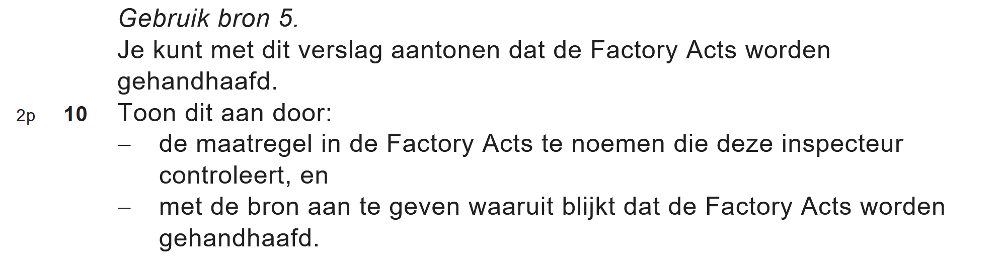 Gebruik bron 5.
Je kunt met dit verslag aantonen dat de Factory Acts worden
gehandhaafd.
2p 10 Toon dit aan door:
– de maatregel in de Factory Acts te noemen die deze inspecteur
controleert, en
– met de bron aan te geven waaruit blijkt dat de Factory Acts worden
gehandhaafd.